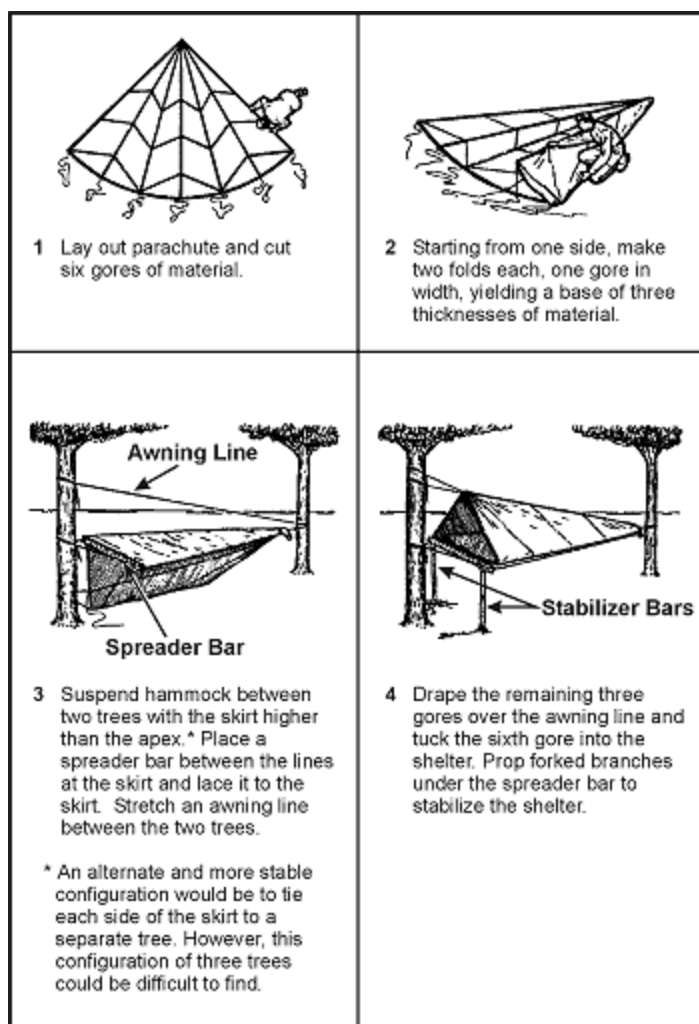 1 Lay out parachute and cut
six gores of material.
2 Starting from one side, make
two folds each, one gore in
width, yielding a base of three
thicknesses of material.
Awning Line
Spreader Bar
3 Suspend hammock between
two trees with the skirt higher
than the apex.* Place a
spreader bar between the lines
at the skirt and lace it to the
skirt. Stretch an awning line
between the two trees.
* An alternate and more stable
configuration would be to tie
each side of the skirt to a
separate tree. However, this
configuration of three trees
could be difficult to find.
Stabilizer Bars
4 Drape the remaining three
gores over the awning line and
tuck the sixth gore into the
shelter. Prop forked branches
under the spreader bar to
stabilize the shelter.